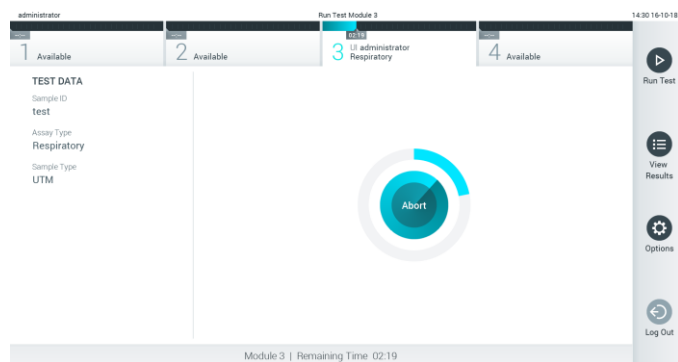 administrator
Run Test Module 3
14:30 16-10-18
--:--
02:19
--:--
1 Available
2 Available
3 UI administrator
Respiratory
4 Available
TEST DATA
Sample ID
test
Assay Type
Respiratory
Sample Type
UTM
Abort
Run Test
View
Results
Options
Log Out
Module 3 | Remaining Time 02:19